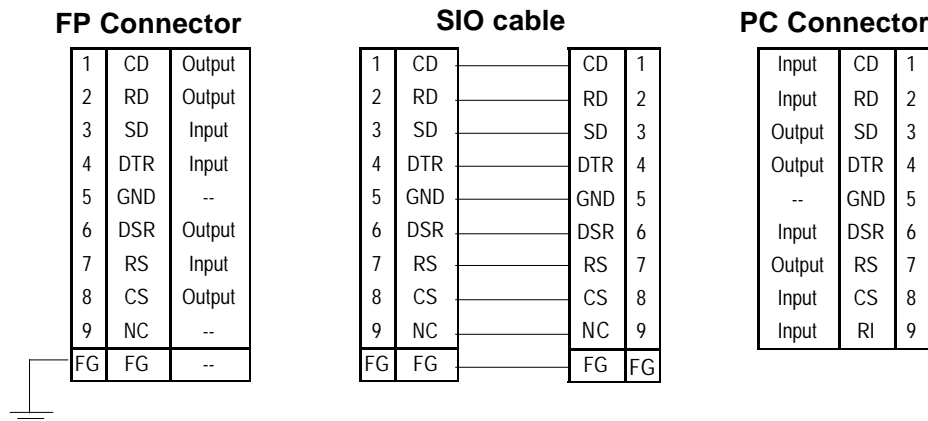 FP Connector SIO cable PC Connector
1 CD Output 1 CD CD 1 Input CD 1
2 RD Output 2 RD RD 2 Input RD 2
3 SD Input 3 SD SD 3 Output SD 3
4 DTR Input 4 DTR DTR 4 Output DTR 4
5 GND -- 5 GND GND 5 -- GND 5
6 DSR Output 6 DSR DSR 6 Input DSR 6
7 RS Input 7 RS RS 7 Output RS 7
8 CS Output 8 CS CS 8 Input CS 8
9 NC -- 9 NC NC 9 Input RI 9
FG FG -- FG FG FG FG